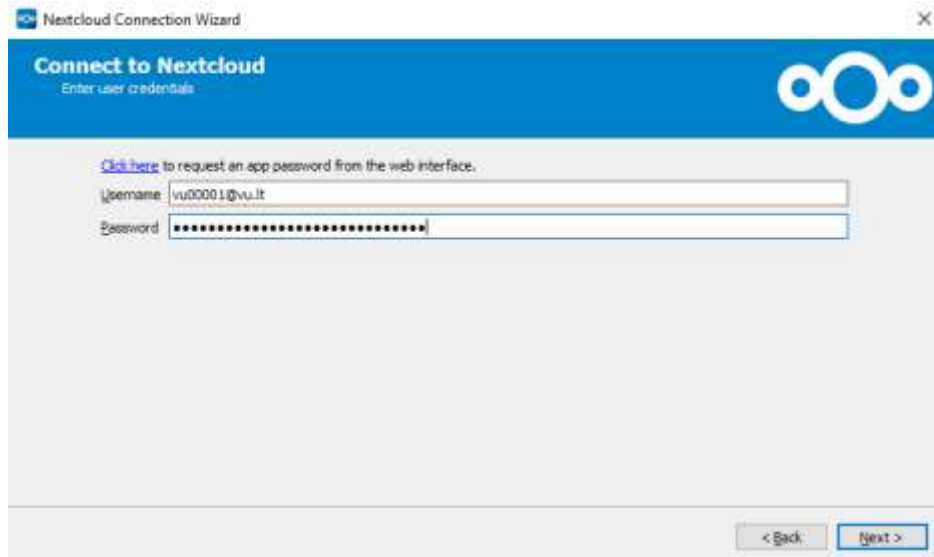 Nextcloud Connection Wizard
Connect to Nextcloud
Enter user credentials
Click here to request an app password from the web interface.
Username vu00001@vu.lt
Password ●●●●●●●●●●●●●●●●●●●●●●●●●●●●●
< Back Next >